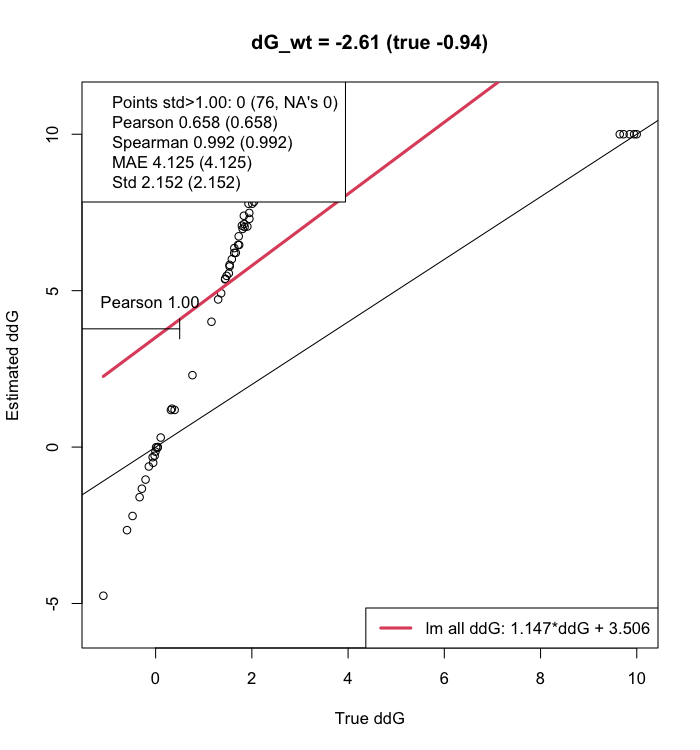 dG_wt = -2.61 (true -0.94)
Points std>1.00: 0 (76, NA's 0)
Pearson 0.658 (0.658)
Spearman 0.992 (0.992)
MAE 4.125 (4.125)
Std 2.152 (2.152)
Pearson 1.00
10
5
0
-5
Estimated ddG
lm all ddG: 1.147*ddG + 3.506
0 2 4 6 8 10
True ddG